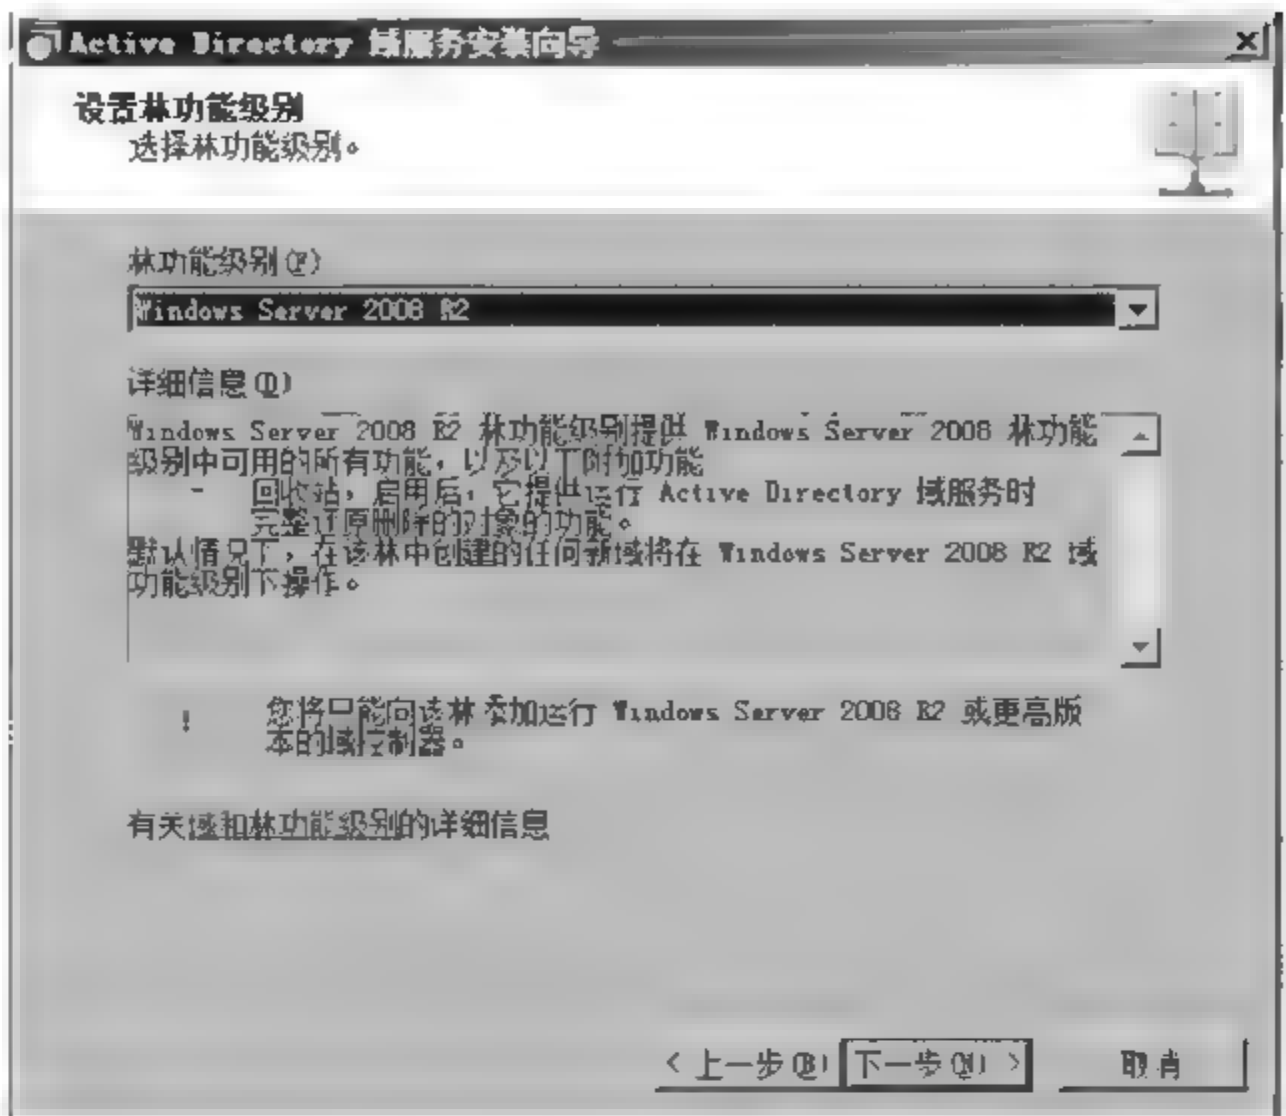 Active Directory 域服务安装向导
设置林功能级别
选择林功能级别。
林功能级别(F)
Windows Server 2008 R2
详细信息(D)
Windows Server 2008 R2 林功能级别提供 Windows Server 2008 林功能
级别中可用的所有功能，以及以下附加功能
- 回收站，启用后，它提供运行 Active Directory 域服务时
完整还原删除的对象的功能。
默认情况下，在该林中创建的任何新域将在 Windows Server 2008 R2 域
功能级别下操作。
! 您将只能向该林添加运行 Windows Server 2008 R2 或更高版
本的域控制器。
有关域和林功能级别的详细信息
< 上一步(B) 下一步(N) > 取消